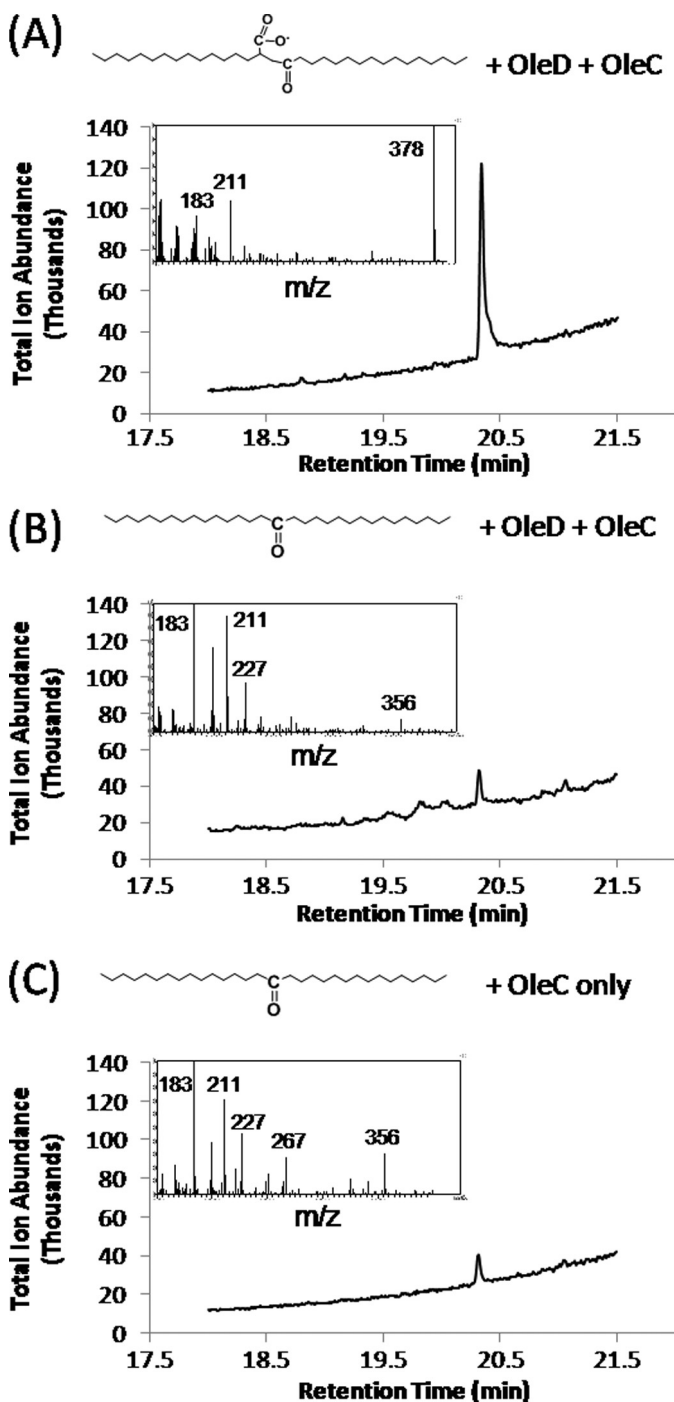 (A)
O
C-O-
C
O
+ OleD + OleC
Total Ion Abundance
(Thousands)
140
120
100
80
60
40
20
0
183
211
378
m/z
17.5
18.5
19.5
20.5
21.5
Retention Time (min)
(B)
C
O
+ OleD + OleC
Total Ion Abundance
(Thousands)
140
120
100
80
60
40
20
0
183
211
227
356
m/z
17.5
18.5
19.5
20.5
21.5
Retention Time (min)
(C)
C
O
+ OleC only
Total Ion Abundance
(Thousands)
140
120
100
80
60
40
20
0
183
211
227
267
356
m/z
17.5
18.5
19.5
20.5
21.5
Retention Time (min)